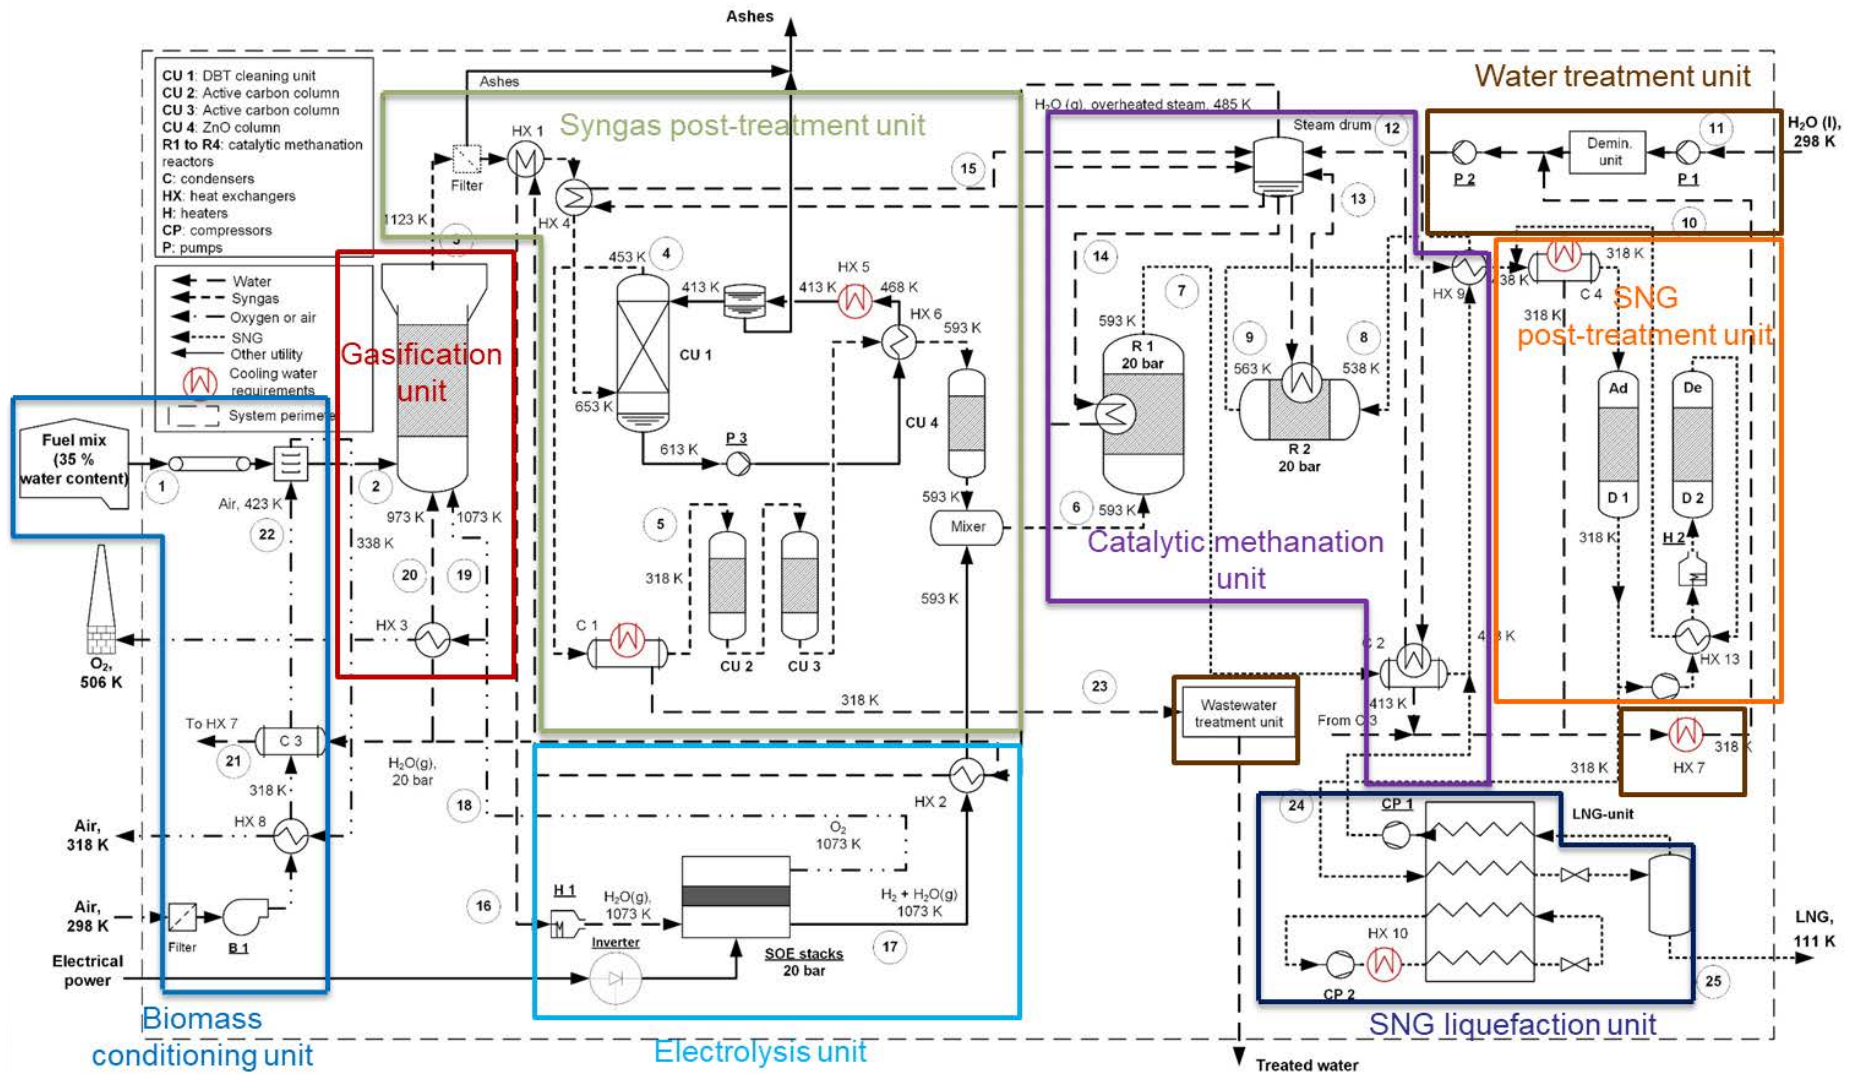 Ashes
CU 1: DBT cleaning unit
CU 2: Active carbon column
CU 3: Active carbon column
CU 4: ZnO column
R1 to R4: catalytic methanation
reactors
C: condensers
HX: heat exchangers
H: heaters
CP: compressors
P: pumps
Water
Syngas
Oxygen or air
SNG
Other utility
Cooling water
requirements
System perimeter
Ashes
Syngas post-treatment unit
HX 1
Filter
HX 4
1123 K
3
453 K
4
413 K
413 K
HX 5
468 K
HX 6
593 K
CU 1
653 K
613 K
P 3
CU 4
593 K
Mixer
5
318 K
C 1
CU 2
CU 3
593 K
318 K
23
15
H₂O (g), overheated steam, 485 K
Steam drum
12
13
14
7
593 K
R 1
20 bar
9
8
563 K
538 K
R 2
20 bar
6
593 K
Catalytic methanation
unit
HX 9
C 2
413 K
From C 3
Water treatment unit
11
H₂O (l),
298 K
Demin.
unit
P 2
P 1
10
318 K
C 4
318 K
SNG
post-treatment unit
Ad
De
D 1
D 2
318 K
H 2
HX 13
318 K
HX 7
318 K
Wastewater
treatment unit
Gasification
unit
Fuel mix
(35 %
water content)
1
2
Air, 423 K
22
973 K
1073 K
338 K
20
19
HX 3
O₂,
506 K
To HX 7
21
C 3
H₂O(g),
20 bar
318 K
HX 8
Air,
318 K
Air,
298 K
Filter
B 1
Electrical
power
Biomass
conditioning unit
18
16
H 1
H₂O(g),
1073 K
Inverter
SOE stacks
20 bar
O₂
1073 K
H₂ + H₂O(g)
1073 K
17
HX 2
Electrolysis unit
24
CP 1
LNG-unit
HX 10
CP 2
25
LNG,
111 K
SNG liquefaction unit
Treated water